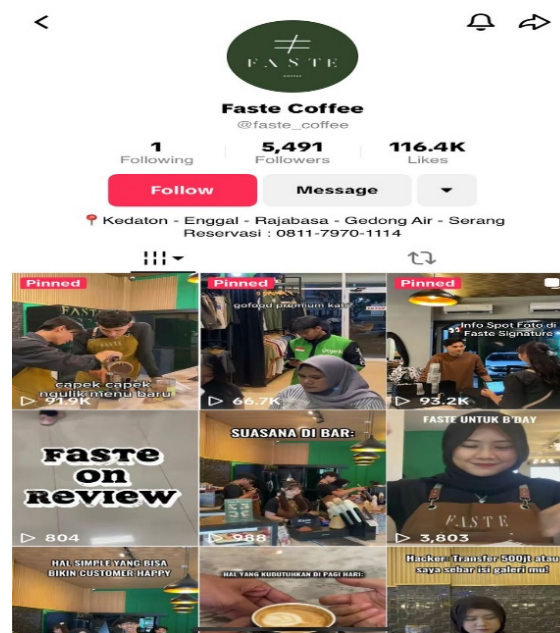 FASTE
Faste Coffee
@faste_coffee
1 5,491 116.4K
Following Followers Likes
Follow Message
Kedaton - Enggal - Rajabasa - Gedong Air - Serang
Reservasi : 0811-7970-1114
Pinned Pinned Pinned
gofood premium kak?
Info Spot Foto di
Faste Signature
FASTE
capek capek
ngulik menu baru
91.9K 66.7K 93.2K
FASTE
ON
REVIEW
SUASANA DI BAR:
FASTE UNTUK B'DAY
FASTE
804 988 3,803
HAL SIMPLE YANG BISA
BIKIN CUSTOMER HAPPY
HAL YANG KUBUTUHKAN DI PAGI HARI:
Hacker: Transfer 500jt atau
saya sebar isi galeri mu!